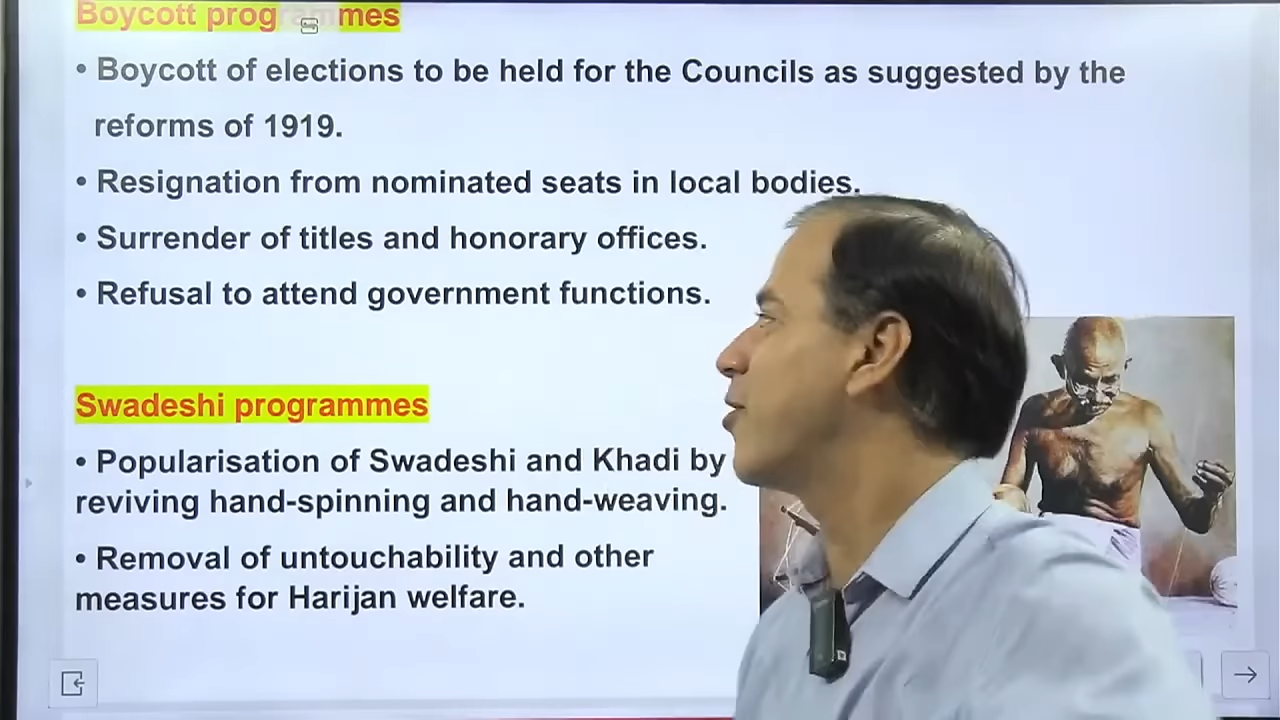 Boycott programmes
• Boycott of elections to be held for the Councils as suggested by the
reforms of 1919.
• Resignation from nominated seats in local bodies.
• Surrender of titles and honorary offices.
• Refusal to attend government functions.
Swadeshi programmes
• Popularisation of Swadeshi and Khadi by
reviving hand-spinning and hand-weaving.
• Removal of untouchability and other
measures for Harijan welfare.